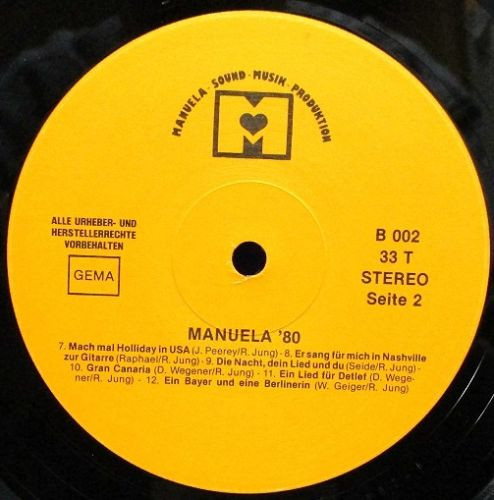 MANUELA · SOUND · MUSIK · PRODUKTION
M
M
ALLE URHEBER- UND
HERSTELLERRECHTE
VORBEHALTEN
GEMA
B 002
33 T
STEREO
Seite 2
MANUELA '80
7. Mach mal Holliday in USA (J. Peerey/R. Jung) · 8. Er sang für mich in Nashville
zur Gitarre (Raphael/R. Jung) · 9. Die Nacht, dein Lied und du (Seide/R. Jung) ·
10. Gran Canaria (D. Wegener/R. Jung) · 11. Ein Lied für Detlef (D. Wege-
ner/R. Jung) · 12. Ein Bayer und eine Berlinerin (W. Geiger/R. Jung)